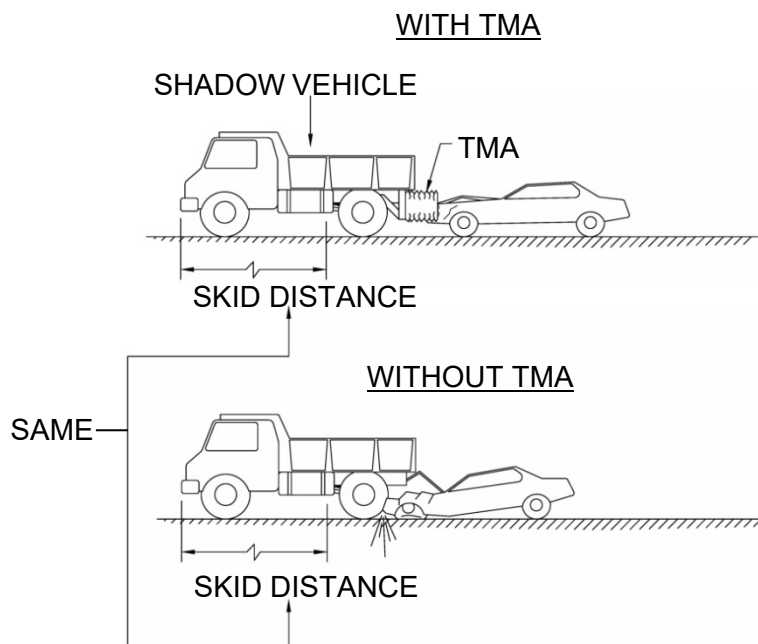 WITH TMA
SHADOW VEHICLE
TMA
SKID DISTANCE
WITHOUT TMA
SAME
SKID DISTANCE